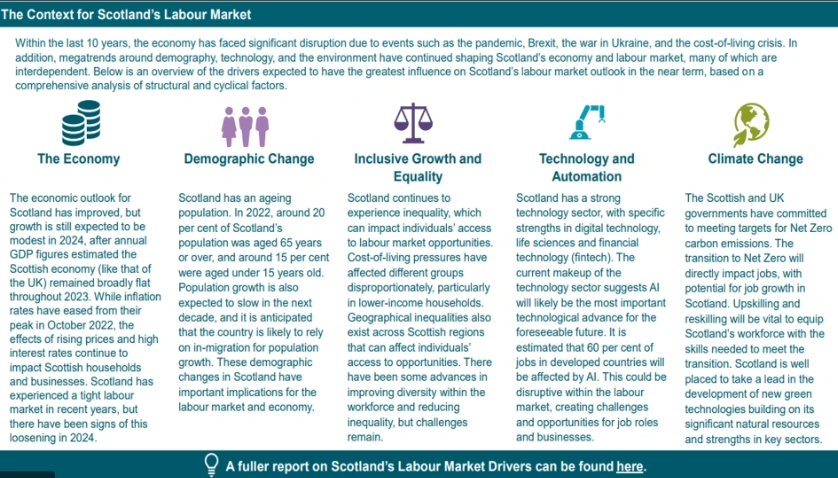 The Context for Scotland's Labour Market
Within the last 10 years, the economy has faced significant disruption due to events such as the pandemic, Brexit, the war in Ukraine, and the cost-of-living crisis. In
addition, megatrends around demography, technology, and the environment have continued shaping Scotland's economy and labour market, many of which are
interdependent. Below is an overview of the drivers expected to have the greatest influence on Scotland's labour market outlook in the near term, based on a
comprehensive analysis of structural and cyclical factors.
The Economy
The economic outlook for
Scotland has improved, but
growth is still expected to be
modest in 2024, after annual
GDP figures estimated the
Scottish economy (like that of
the UK) remained broadly flat
throughout 2023. While inflation
rates have eased from their
peak in October 2022, the
effects of rising prices and high
interest rates continue to
impact Scottish households
and businesses. Scotland has
experienced a tight labour
market in recent years, but
there have been signs of this
loosening in 2024.
Demographic Change
Scotland has an ageing
population. In 2022, around 20
per cent of Scotland's
population was aged 65 years
or over, and around 15 per cent
were aged under 15 years old.
Population growth is also
expected to slow in the next
decade, and it is anticipated
that the country is likely to rely
on in-migration for population
growth. These demographic
changes in Scotland have
important implications for the
labour market and economy.
Inclusive Growth and
Equality
Scotland continues to
experience inequality, which
can impact individuals' access
to labour market opportunities.
Cost-of-living pressures have
affected different groups
disproportionately, particularly
in lower-income households.
Geographical inequalities also
exist across Scottish regions
that can affect individuals'
access to opportunities. There
have been some advances in
improving diversity within the
workforce and reducing
inequality, but challenges
remain.
Technology and
Automation
Scotland has a strong
technology sector, with specific
strengths in digital technology,
life sciences and financial
technology (fintech). The
current makeup of the
technology sector suggests AI
will likely be the most important
technological advance for the
foreseeable future. It is
estimated that 60 per cent of
jobs in developed countries will
be affected by AI. This could be
disruptive within the labour
market, creating challenges
and opportunities for job roles
and businesses.
Climate Change
The Scottish and UK
governments have committed
to meeting targets for Net Zero
carbon emissions. The
transition to Net Zero will
directly impact jobs, with
potential for job growth in
Scotland. Upskilling and
reskilling will be vital to equip
Scotland's workforce with the
skills needed to meet the
transition. Scotland is well
placed to take a lead in the
development of new green
technologies building on its
significant natural resources
and strengths in key sectors.
A fuller report on Scotland's Labour Market Drivers can be found here.